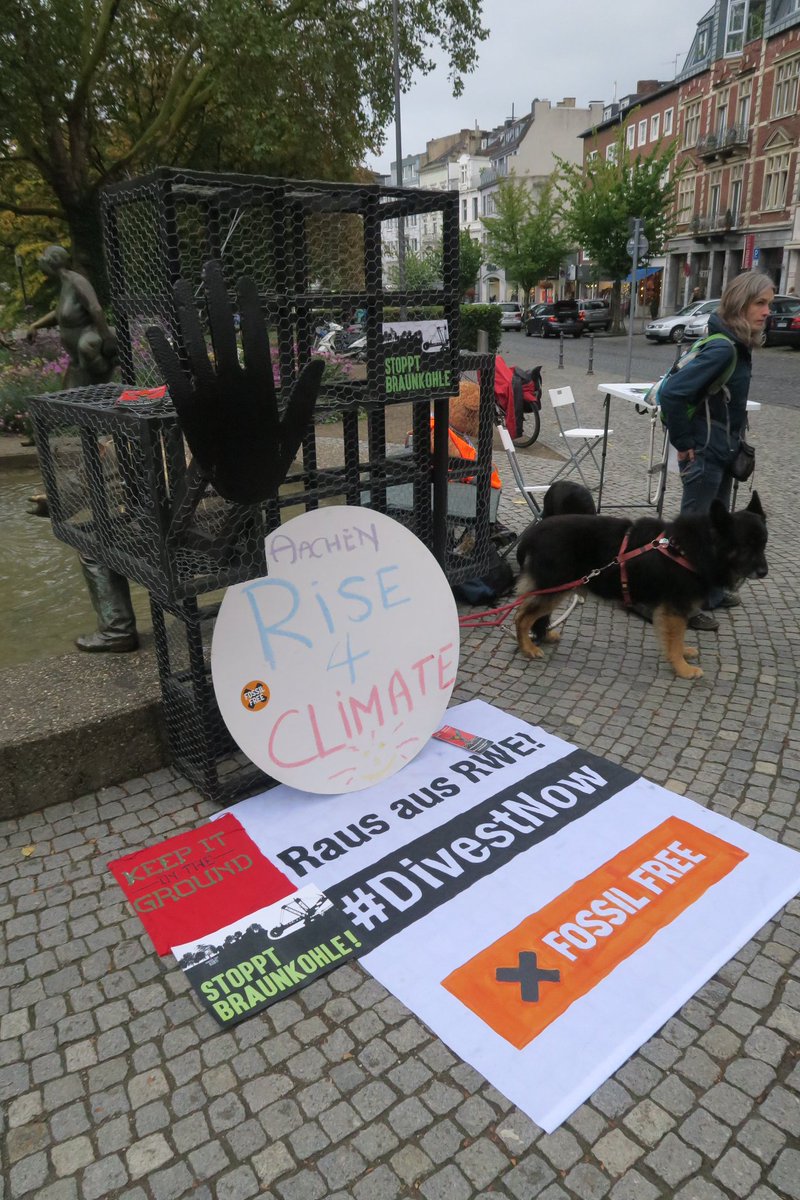 STOPPT
BRAUNKOHLE!
AACHEN
RISE
4
CLIMATE
FOSSIL
FREE
Raus aus RWE!
#DivestNow
FOSSIL FREE
KEEP IT
IN THE
GROUND
STOPPT
BRAUNKOHLE!